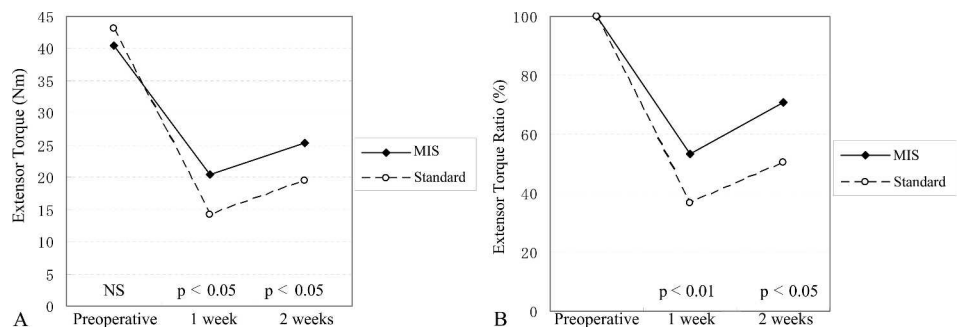 Extensor Torque (Nm)
45
40
35
30
25
20
15
10
5
0
NS
p < 0.05
p < 0.05
Preoperative
1 week
2 weeks
MIS
Standard
A
Extensor Torque Ratio (%)
100
80
60
40
20
0
p < 0.01
p < 0.05
Preoperative
1 week
2 weeks
MIS
Standard
B